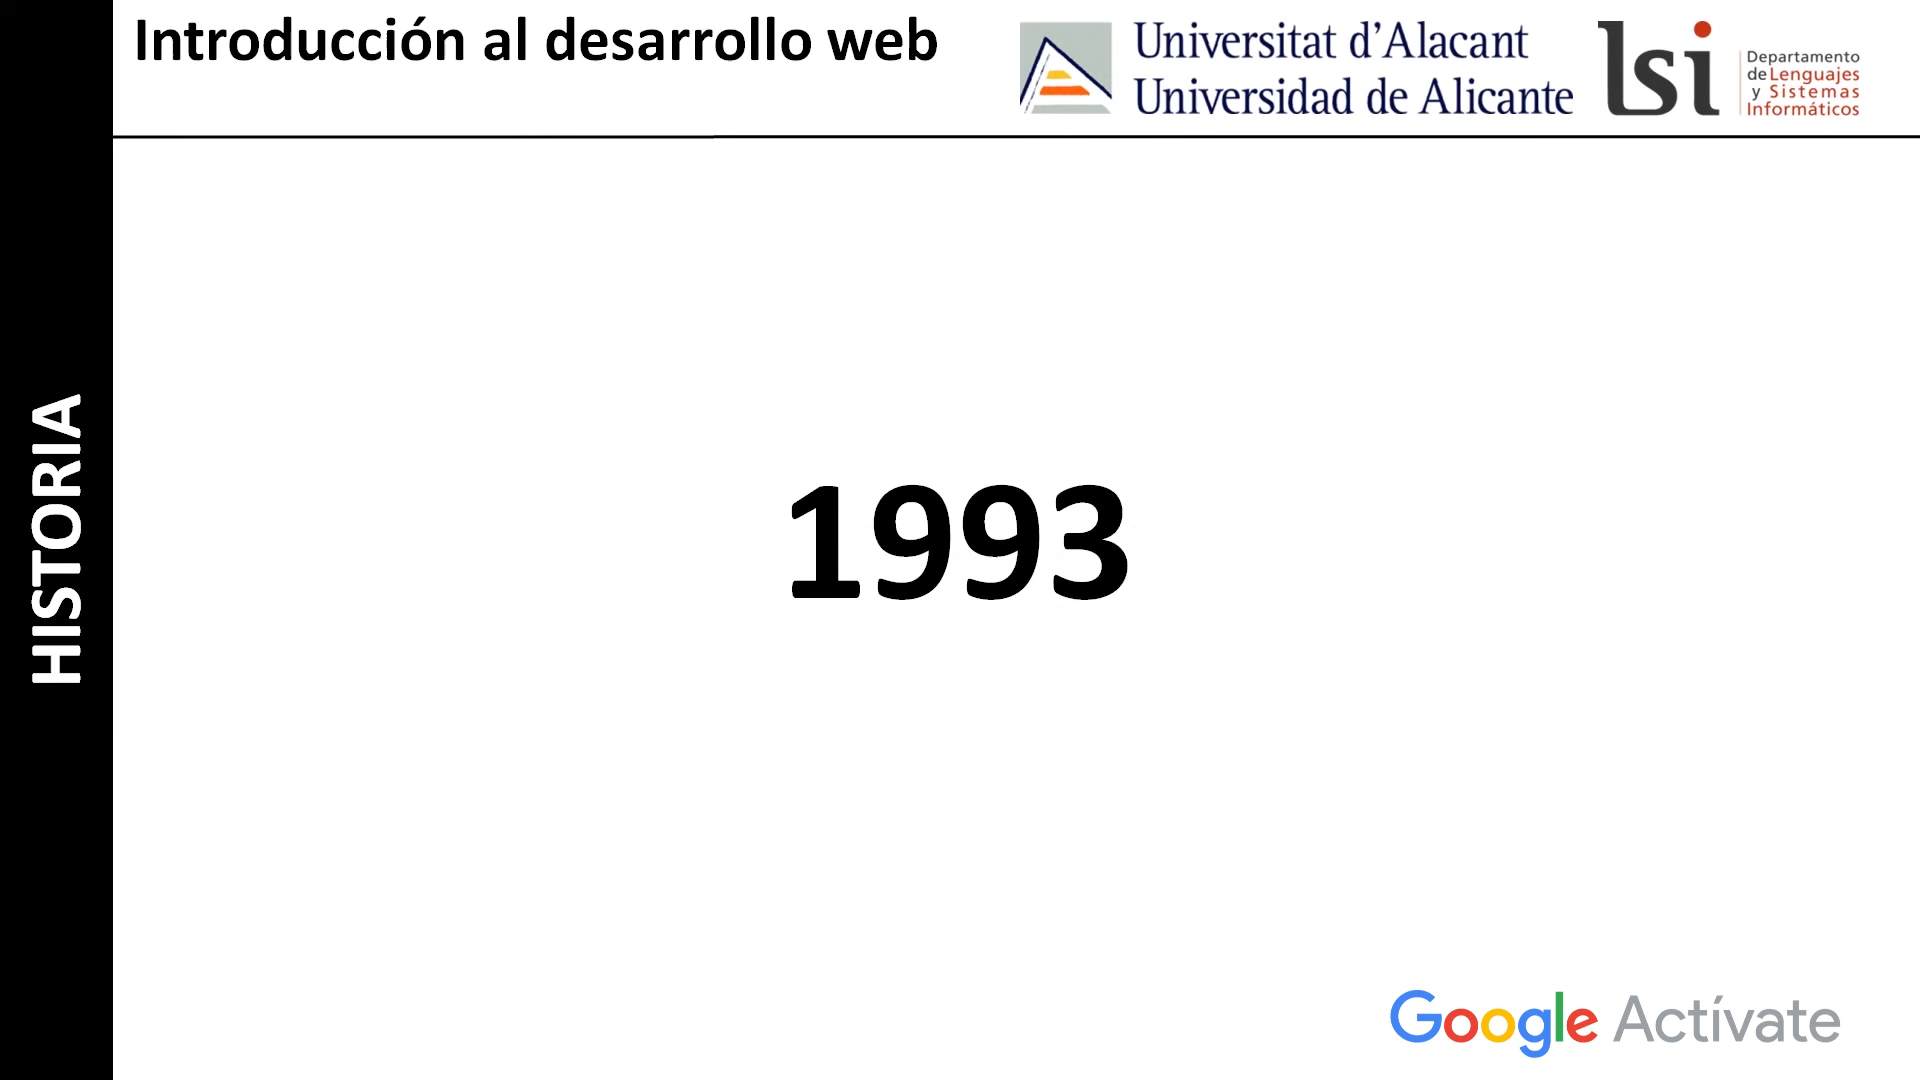 Introducción al desarrollo web
Universitat d'Alacant
Universidad de Alicante
lsi
Departamento
de Lenguajes
y Sistemas
Informáticos
HISTORIA
1993
Google Actívate